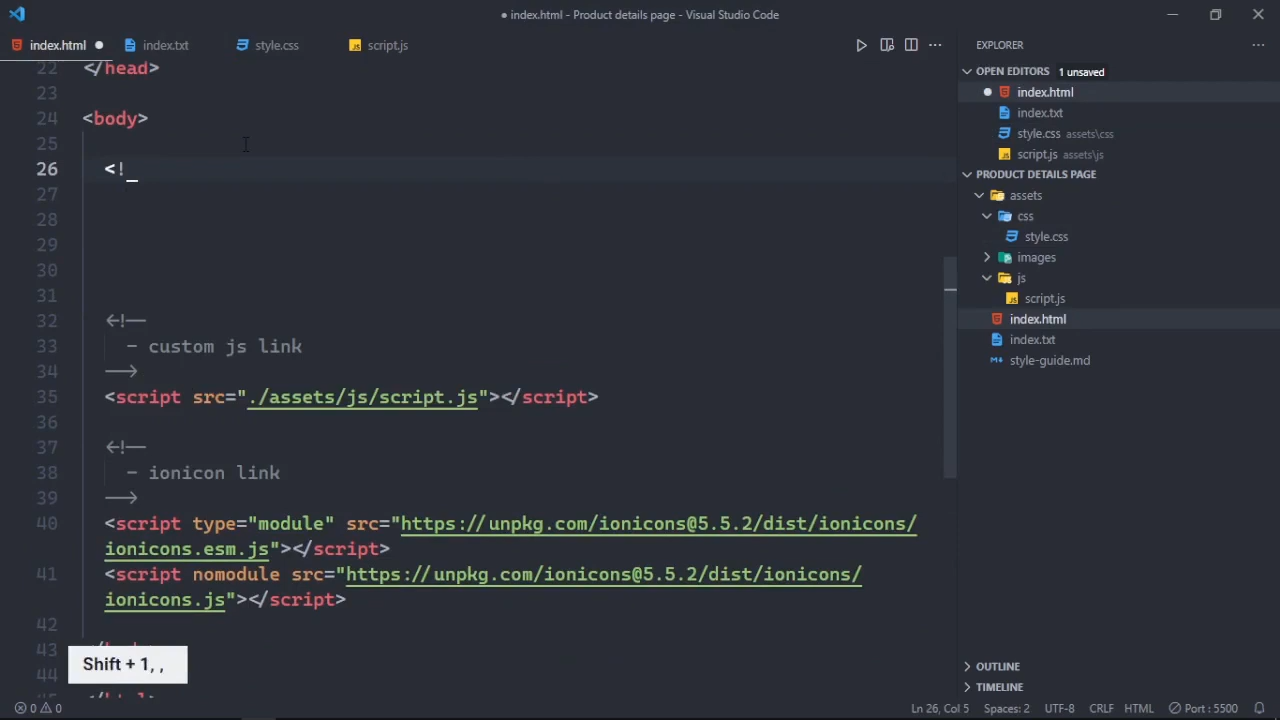 ● index.html - Product details page - Visual Studio Code
index.html
index.txt
style.css
script.js
22 </head>
23
24 <body>
25
26 <!
27
28
29
30
31
32 <!--
33 - custom js link
34 -->
35 <script src="./assets/js/script.js"></script>
36
37 <!--
38 - ionicon link
39 -->
40 <script type="module" src="https://unpkg.com/ionicons@5.5.2/dist/ionicons/
ionicons.esm.js"></script>
41 <script nomodule src="https://unpkg.com/ionicons@5.5.2/dist/ionicons/
ionicons.js"></script>
42
43
44
Shift + 1, ,
EXPLORER
OPEN EDITORS 1 unsaved
index.html
index.txt
style.css assets\css
script.js assets\js
PRODUCT DETAILS PAGE
assets
css
style.css
images
js
script.js
index.html
index.txt
style-guide.md
OUTLINE
TIMELINE
0 0
Ln 26, Col 5 Spaces: 2 UTF-8 CRLF HTML Port : 5500